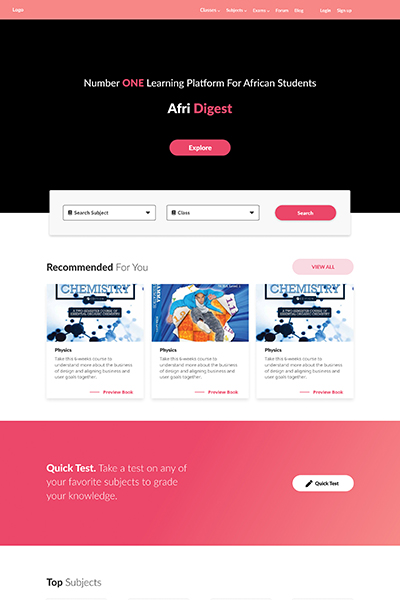 Logo
Classes Subjects Exams Forum Blog Login Sign up
Number ONE Learning Platform For African Students
Afri Digest
Explore
Search Subject Class Search
Recommended For You VIEW ALL
CHEMISTRY CHEMISTRY
Physics Physics Physics
Take this 6-weeks course to
understand more about the business
of design and aligning business and
user goals together.
Preview Book
Take this 6-weeks course to
understand more about the business
of design and aligning business and
user goals together.
Preview Book
Take this 6-weeks course to
understand more about the business
of design and aligning business and
user goals together.
Preview Book
Quick Test. Take a test on any of
your favorite subjects to grade
your knowledge.
Quick Test
Top Subjects